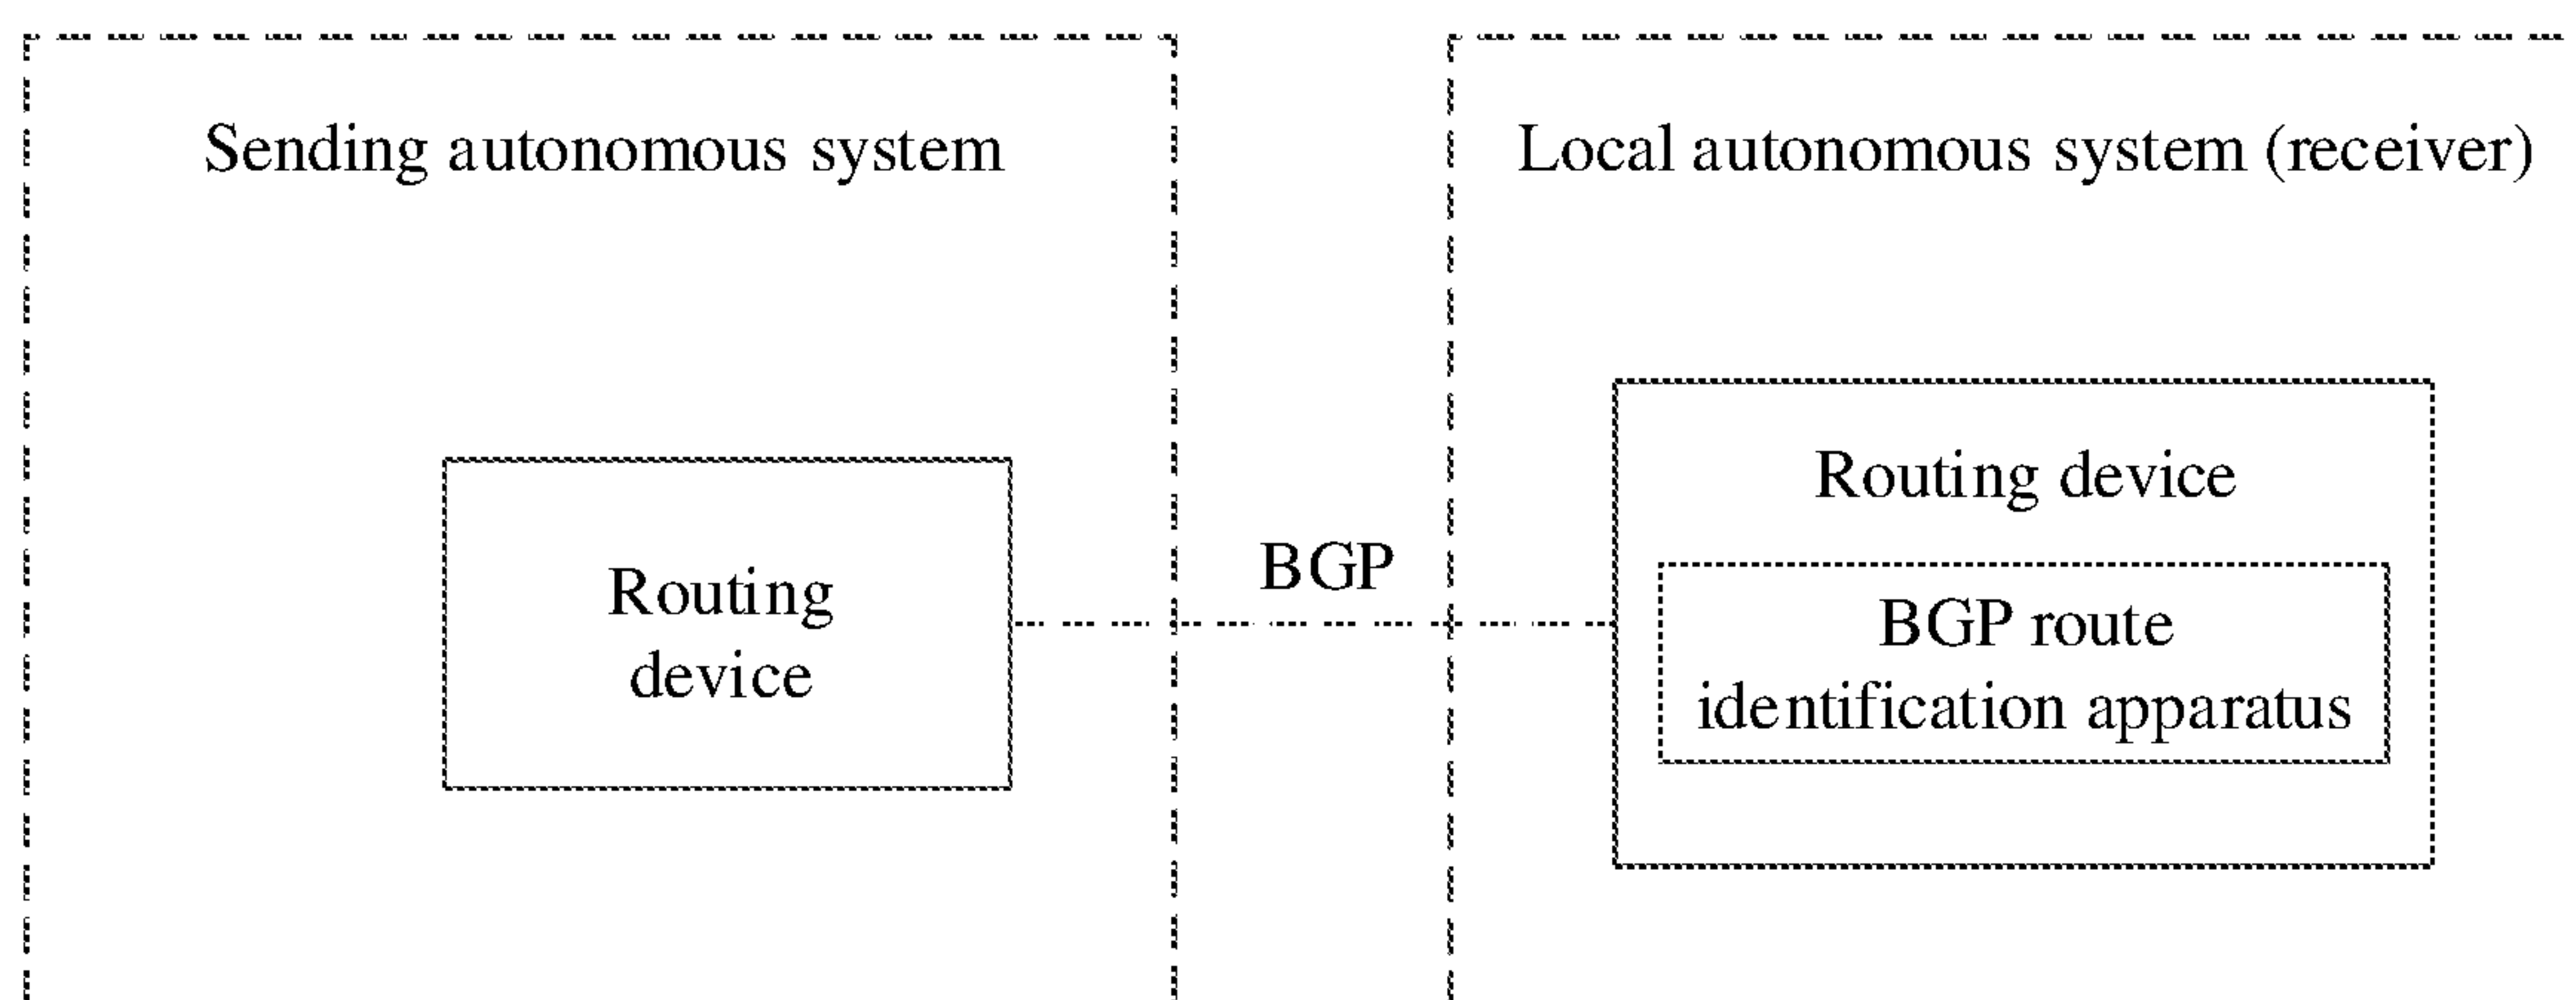 Sending autonomous system
Routing
device
BGP
Local autonomous system (receiver)
Routing device
BGP route
identification apparatus